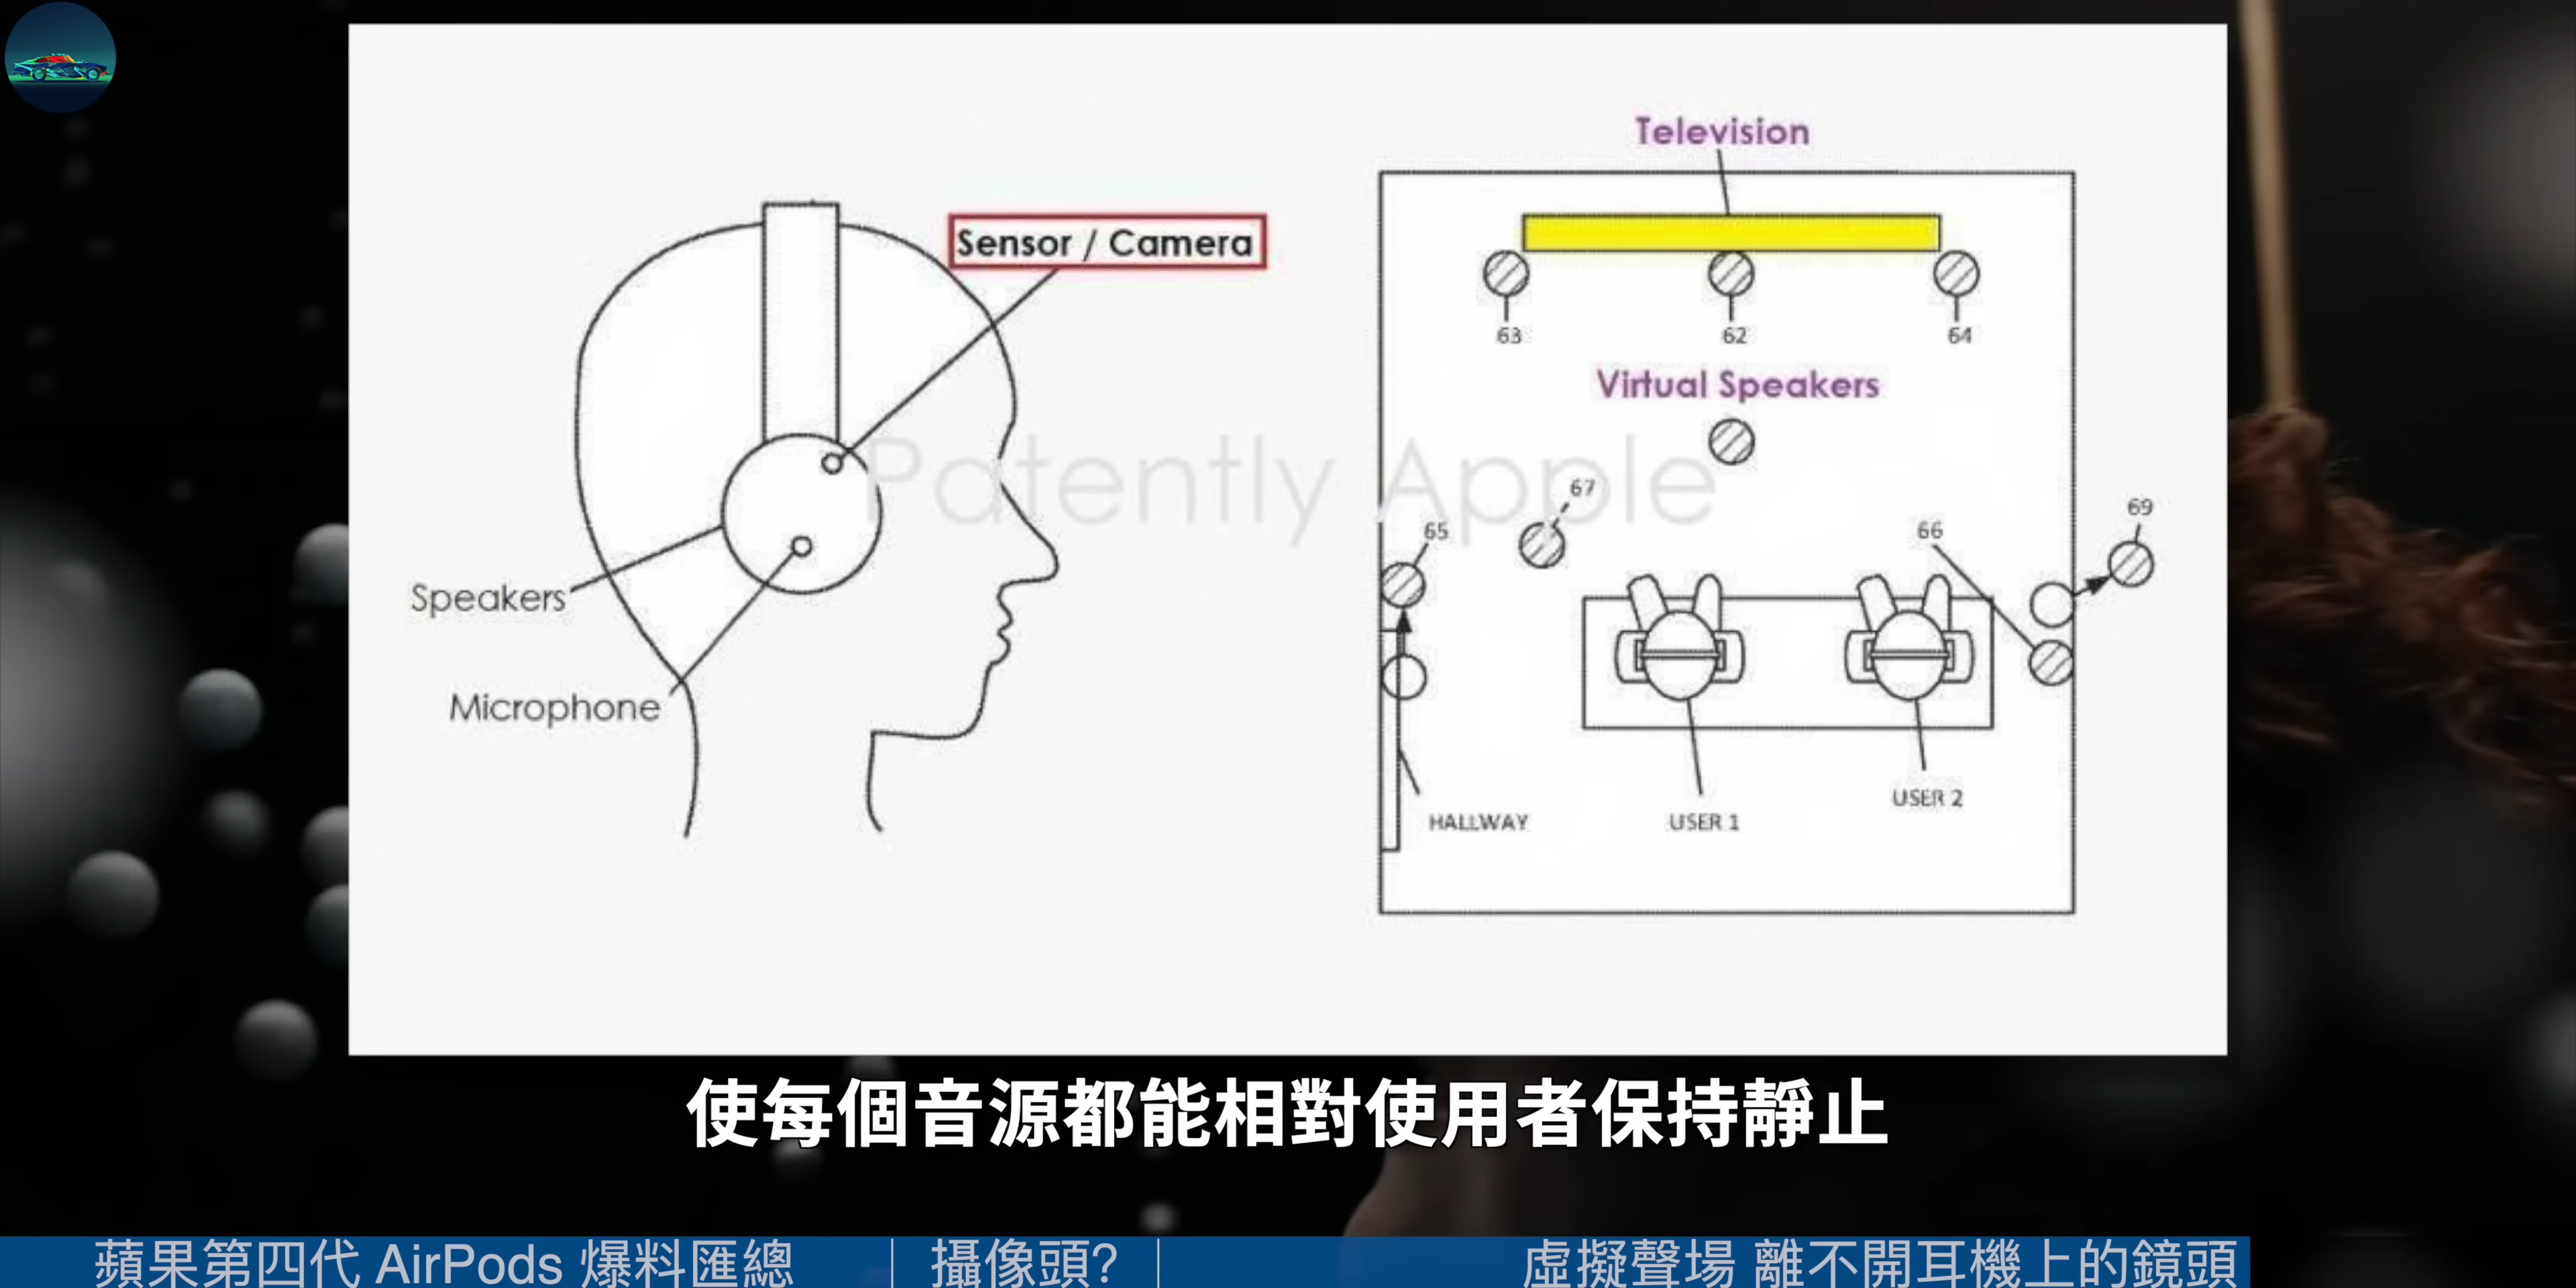 Television
Sensor / Camera
63
62
64
Virtual Speakers
Patently Apple
67
65
66
69
Speakers
Microphone
HALLWAY
USER 1
USER 2
使每個音源都能相對使用者保持靜止
蘋果第四代 AirPods 爆料匯總
攝像頭?
虛擬聲場 離不開耳機上的鏡頭